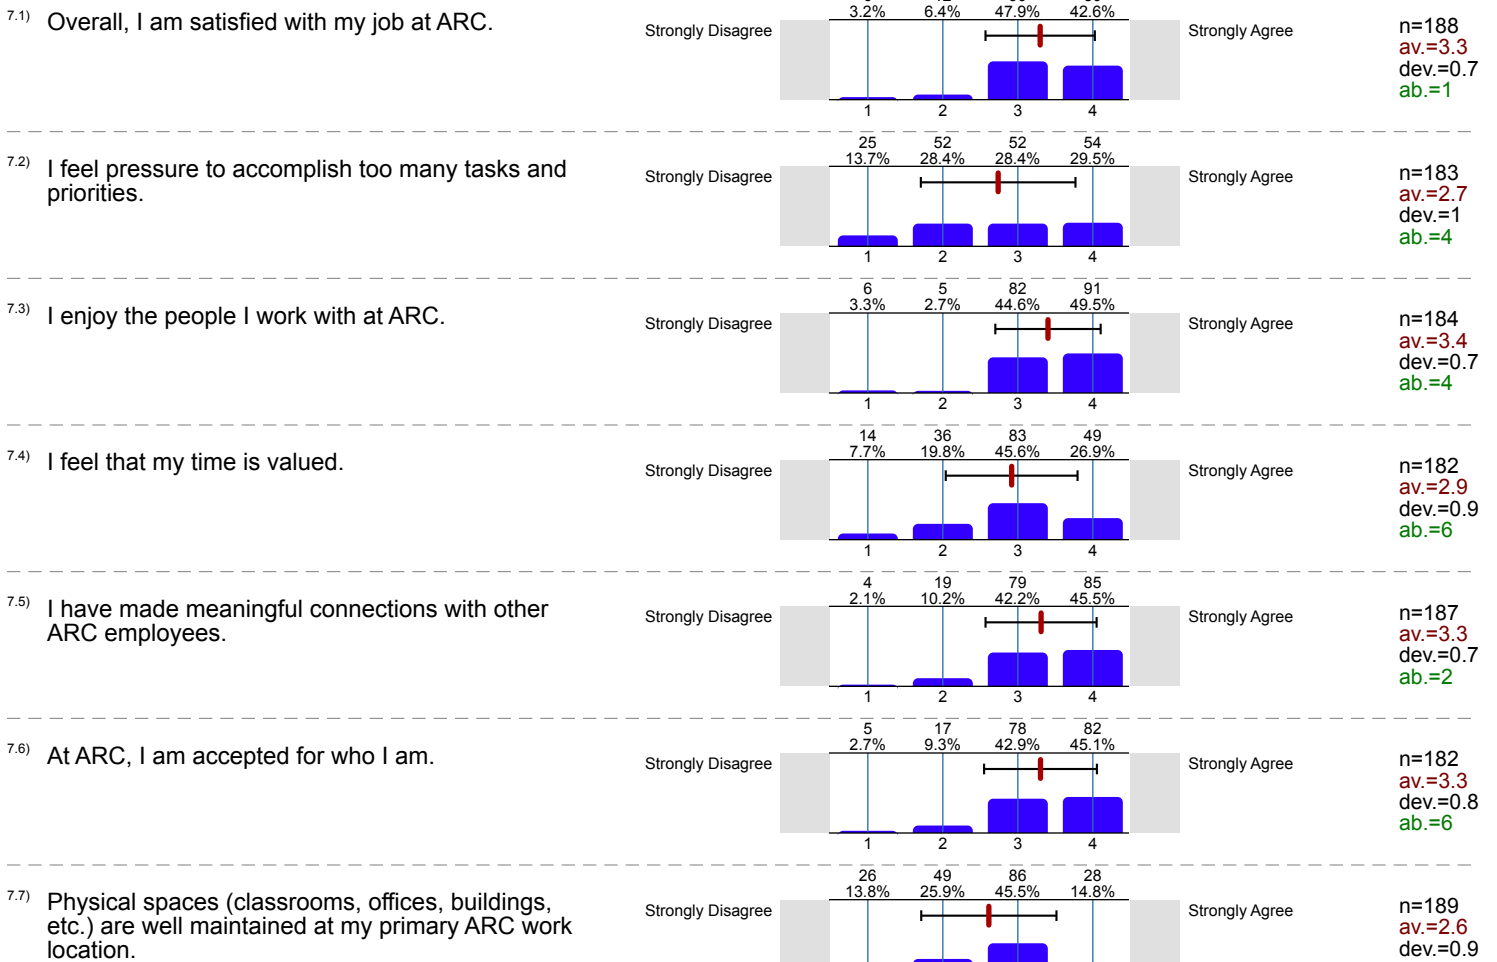 3.2% 6.4% 47.9% 42.6%
7.1) Overall, I am satisfied with my job at ARC.
Strongly Disagree
Strongly Agree
n=188
av.=3.3
dev.=0.7
ab.=1
1 2 3 4
25 52 52 54
13.7% 28.4% 28.4% 29.5%
7.2) I feel pressure to accomplish too many tasks and
priorities.
Strongly Disagree
Strongly Agree
n=183
av.=2.7
dev.=1
ab.=4
1 2 3 4
6 5 82 91
3.3% 2.7% 44.6% 49.5%
7.3) I enjoy the people I work with at ARC.
Strongly Disagree
Strongly Agree
n=184
av.=3.4
dev.=0.7
ab.=4
1 2 3 4
14 36 83 49
7.7% 19.8% 45.6% 26.9%
7.4) I feel that my time is valued.
Strongly Disagree
Strongly Agree
n=182
av.=2.9
dev.=0.9
ab.=6
1 2 3 4
4 19 79 85
2.1% 10.2% 42.2% 45.5%
7.5) I have made meaningful connections with other
ARC employees.
Strongly Disagree
Strongly Agree
n=187
av.=3.3
dev.=0.7
ab.=2
1 2 3 4
5 17 78 82
2.7% 9.3% 42.9% 45.1%
7.6) At ARC, I am accepted for who I am.
Strongly Disagree
Strongly Agree
n=182
av.=3.3
dev.=0.8
ab.=6
1 2 3 4
26 49 86 28
13.8% 25.9% 45.5% 14.8%
7.7) Physical spaces (classrooms, offices, buildings,
etc.) are well maintained at my primary ARC work
location.
Strongly Disagree
Strongly Agree
n=189
av.=2.6
dev.=0.9